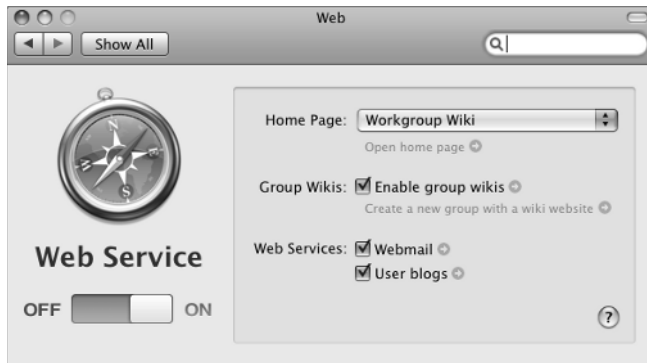 Web
Show All
Home Page: Workgroup Wiki
Open home page
Group Wikis: Enable group wikis
Create a new group with a wiki website
Web Services: Webmail
User blogs
Web Service
OFF ON
?
N
W
S